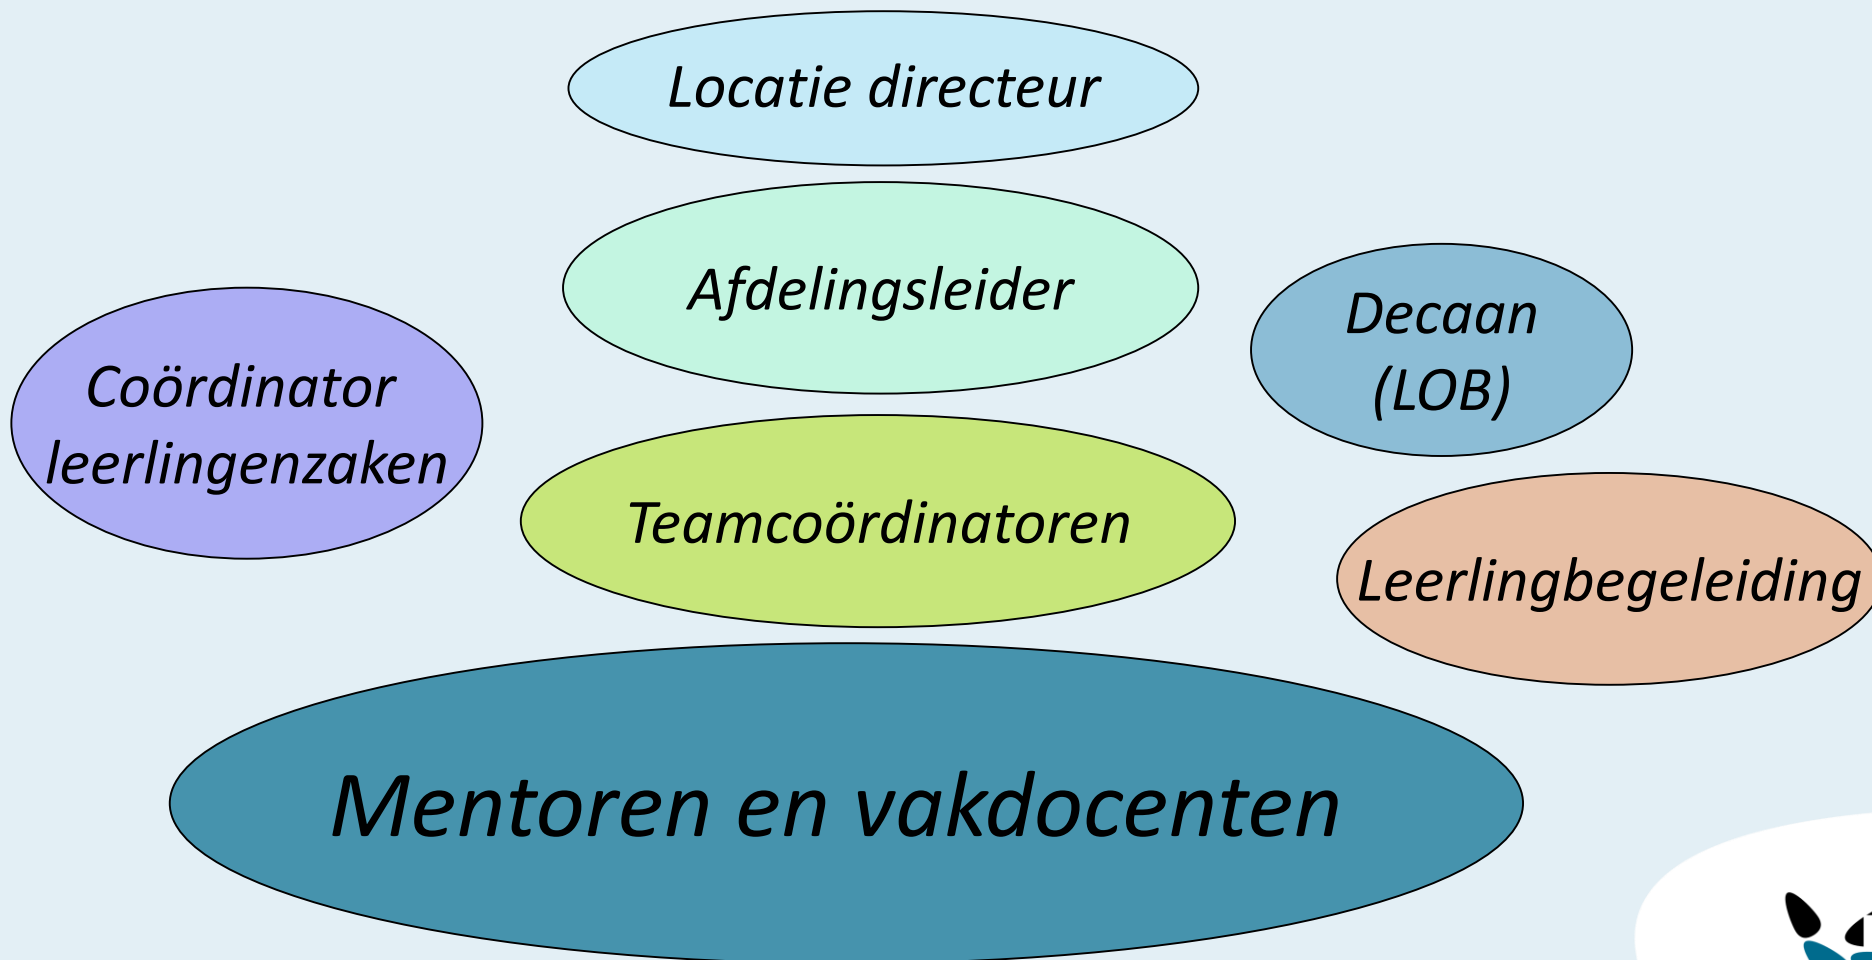 Locatie directeur
Afdelingsleider
Decaan
(LOB)
Coördinator
leerlingenzaken
Teamcoördinatoren
Leerlingbegeleiding
Mentoren en vakdocenten